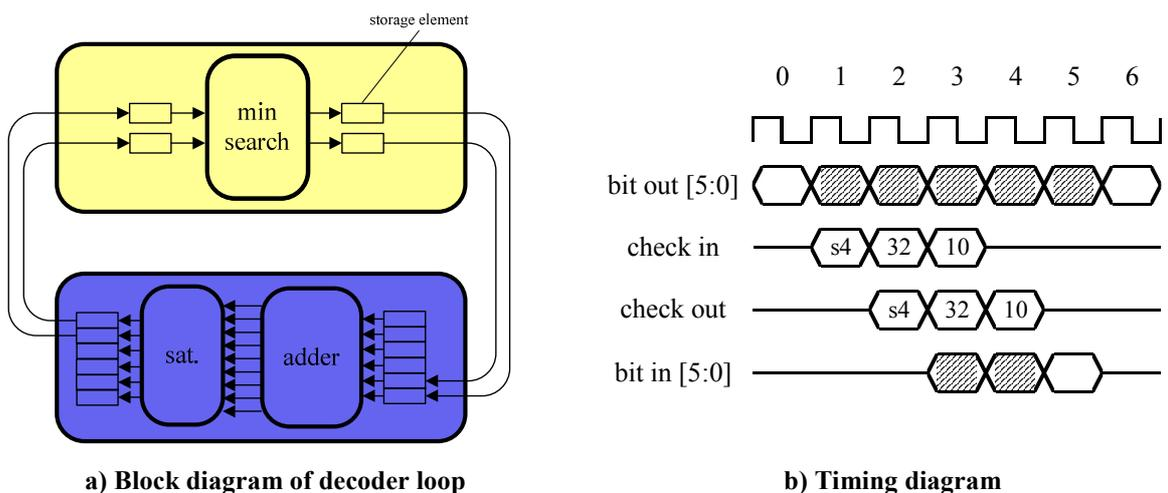 storage element
min
search
sat.
adder
a) Block diagram of decoder loop
0 1 2 3 4 5 6
bit out [5:0]
check in s4 32 10
check out s4 32 10
bit in [5:0]
b) Timing diagram